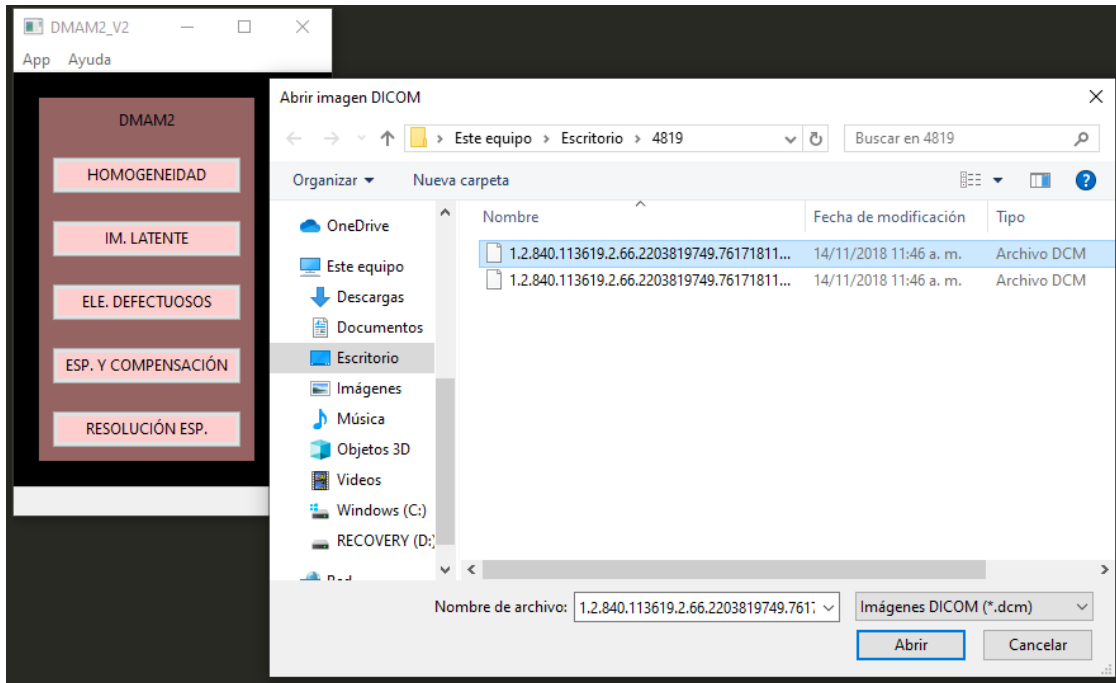 DMAM2_V2
App Ayuda
DMAM2
HOMOGENEIDAD
IM. LATENTE
ELE. DEFECTUOSOS
ESP. Y COMPENSACIÓN
RESOLUCIÓN ESP.
Abrir imagen DICOM
Este equipo > Escritorio > 4819
Buscar en 4819
Organizar Nueva carpeta
OneDrive
Este equipo
Descargas
Documentos
Escritorio
Imágenes
Música
Objetos 3D
Videos
Windows (C:)
RECOVERY (D:)
Nombre Fecha de modificación Tipo
1.2.840.113619.2.66.2203819749.76171811... 14/11/2018 11:46 a. m. Archivo DCM
1.2.840.113619.2.66.2203819749.76171811... 14/11/2018 11:46 a. m. Archivo DCM
Nombre de archivo: 1.2.840.113619.2.66.2203819749.7617 Imágenes DICOM (*.dcm)
Abrir Cancelar